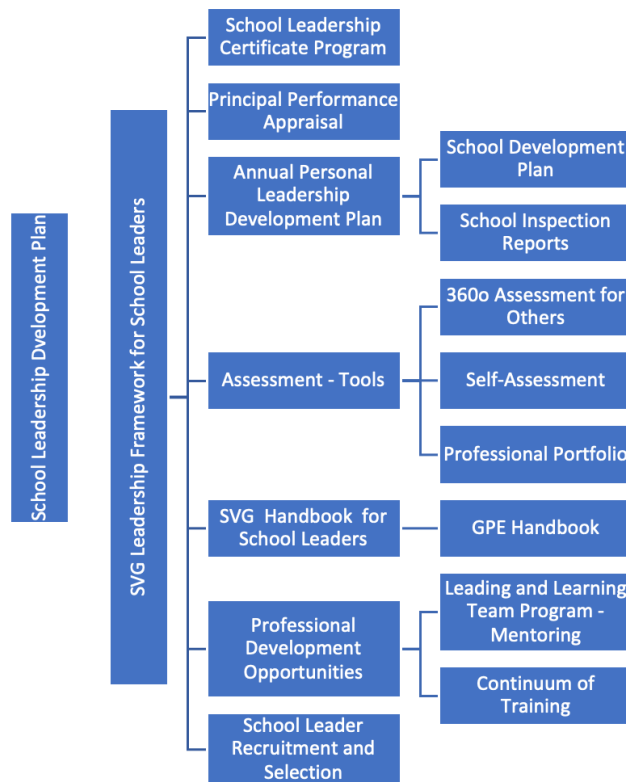 School Leadership Dvelopment Plan
SVG Leadership Framework for School Leaders
School Leadership
Certificate Program
Principal Performance
Appraisal
Annual Personal
Leadership
Development Plan
School Development
Plan
School Inspection
Reports
Assessment - Tools
360o Assessment for
Others
Self-Assessment
Professional Portfolio
SVG Handbook for
School Leaders
GPE Handbook
Professional
Development
Opportunities
Leading and Learning
Team Program -
Mentoring
Continuum of
Training
School Leader
Recruitment and
Selection